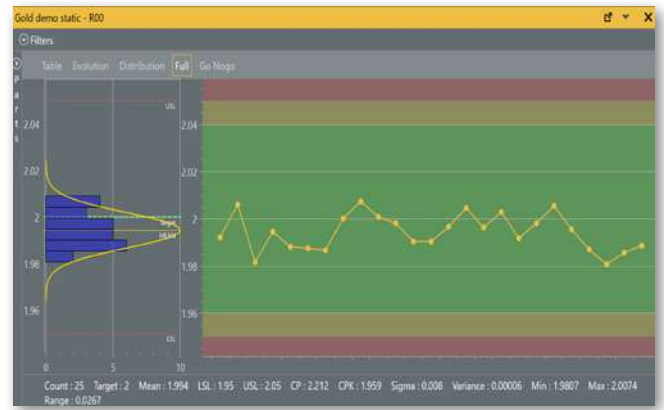 Gold demo static - R00
Filters
Table Evolution Distribution Full Go Nogo
Parts
USL
2.04
2.04
2.02
2.02
2
Target
2
MEAN
1.98
1.98
1.96
1.96
LSL
0 5 10
Count : 25 Target : 2 Mean : 1.994 LSL : 1.95 USL : 2.05 CP : 2.212 CPK : 1.959 Sigma : 0.008 Variance : 0.00006 Min : 1.9807 Max : 2.0074
Range : 0.0267